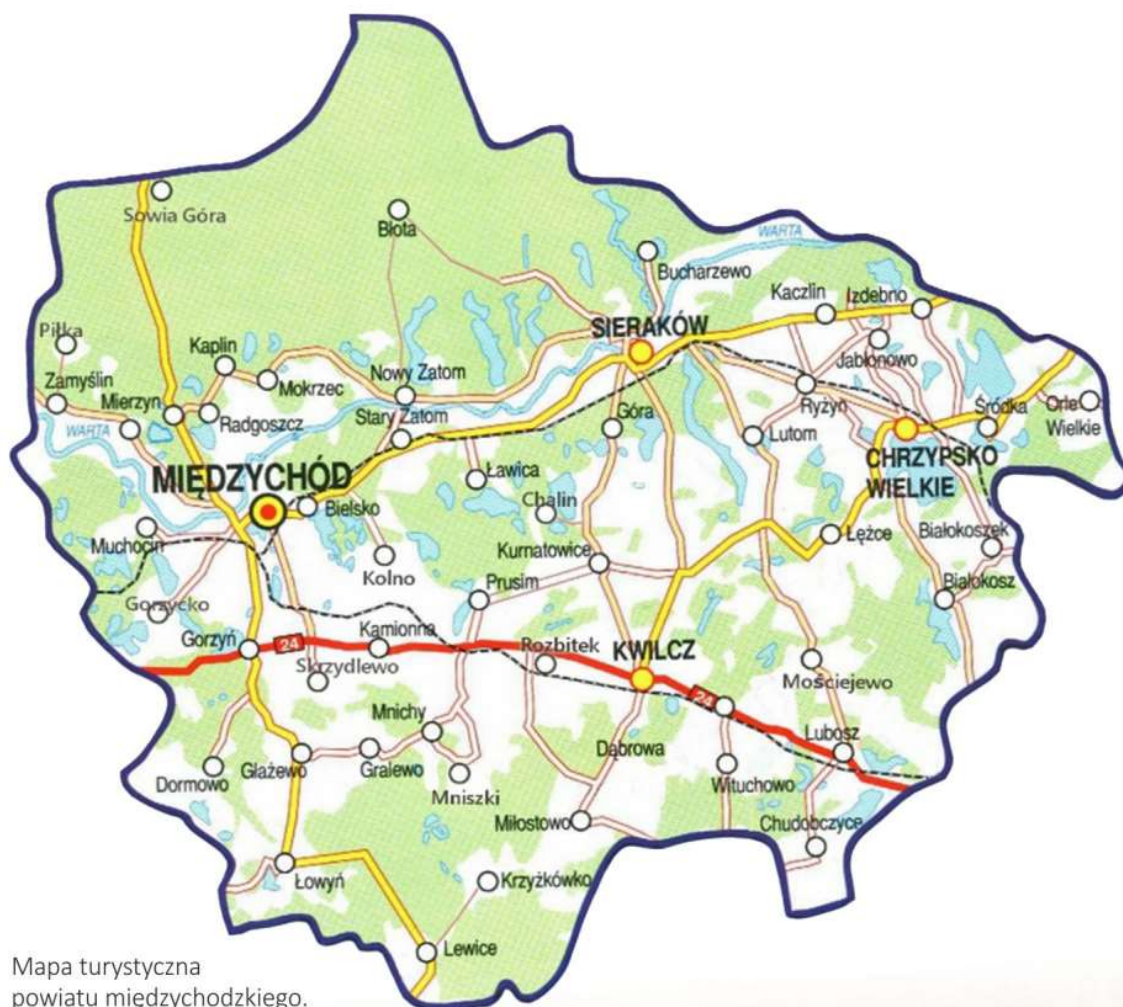 Sowia Góra
Błota
WARTA
Bucharzewo
Kaczlin
Izdebno
SIERAKÓW
Piłka
Kaplin
Jabłonowo
Zamyślin
Mokrzec
Nowy Zatom
Mierzyn
Radgoszcz
Góra
Ryżyn
Śródka
Orle
Wielkie
WARTA
Stary Zatom
Lutom
CHRZYPSKO
WIELKIE
MIĘDZYCHÓD
Ławica
Bielsko
Chalin
Muchocin
Łężce
Białokoszek
Kolno
Kurnatowice
Prusim
Białokosz
Gorzycko
Gorzyń
24
Kamionna
Rozbitek
KWILCZ
Skrzydlewo
Mościejewo
24
Mnichy
Lubosz
Dormowo
Głażewo
Gralewo
Dąbrowa
Wituchowo
Mniszki
Miłostowo
Chudobczyce
Łowyń
Krzyżkówko
Lewice
Mapa turystyczna
powiatu międzychodzkiego.